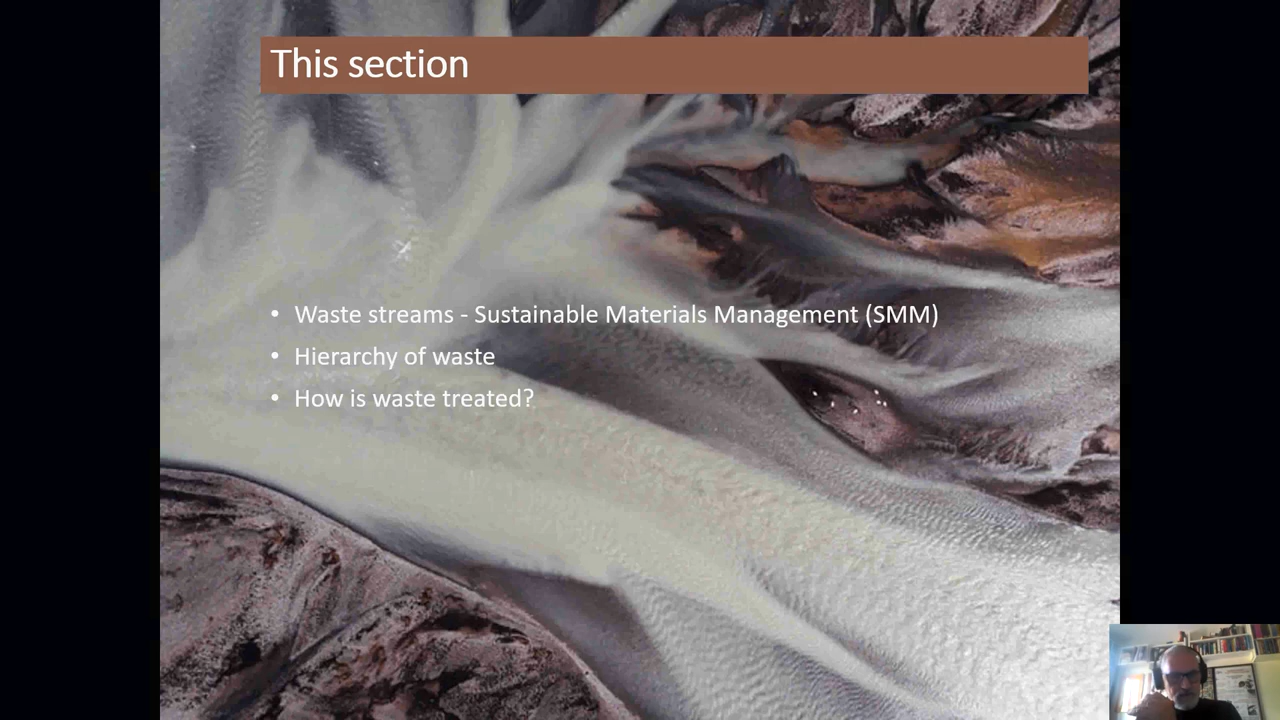 This section
• Waste streams - Sustainable Materials Management (SMM)
• Hierarchy of waste
• How is waste treated?